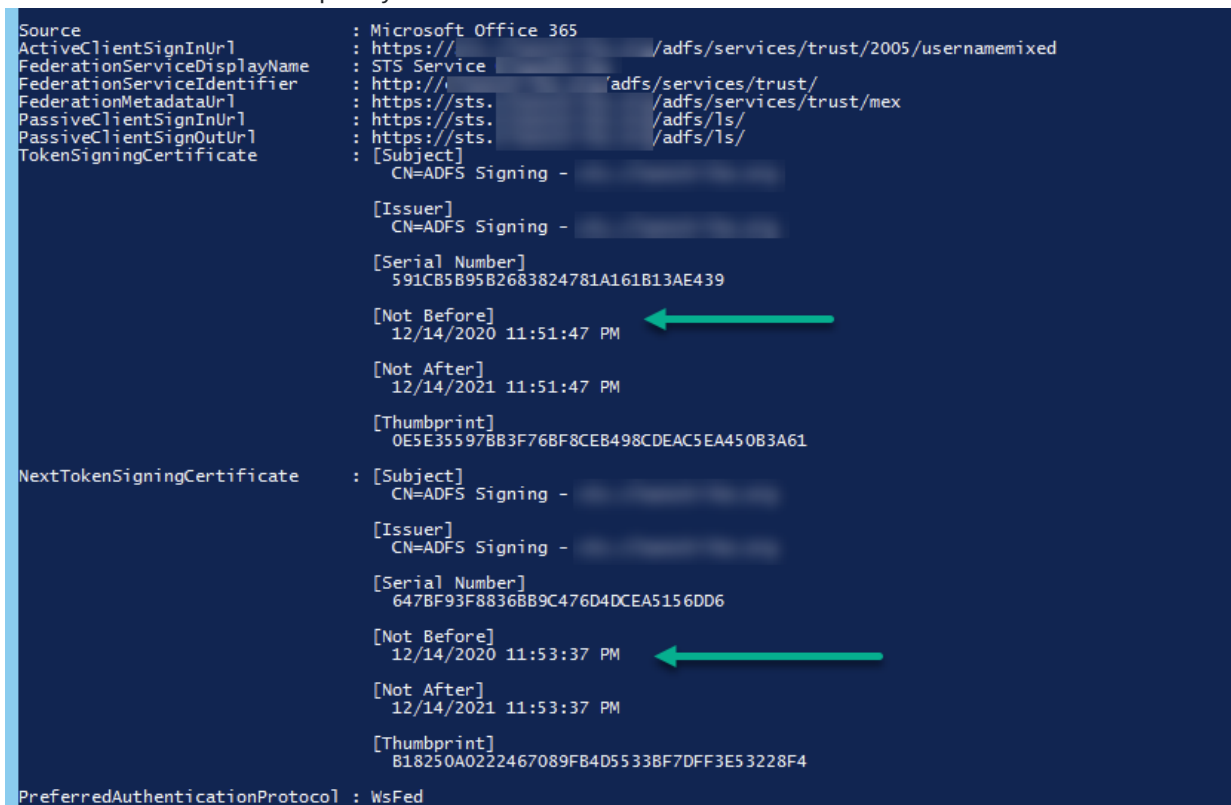 Source : Microsoft Office 365
ActiveClientSignInUrl : https:// /adfs/services/trust/2005/usernamemixed
FederationServiceDisplayName : STS Service
FederationServiceIdentifier : http:// adfs/services/trust/
FederationMetadataUrl : https://sts. /adfs/services/trust/mex
PassiveClientSignInUrl : https://sts. /adfs/ls/
PassiveClientSignOutUrl : https://sts. /adfs/ls/
TokenSigningCertificate : [Subject]
CN=ADFS Signing -
[Issuer]
CN=ADFS Signing -
[Serial Number]
591CB5B95B2683824781A161B13AE439
[Not Before]
12/14/2020 11:51:47 PM
[Not After]
12/14/2021 11:51:47 PM
[Thumbprint]
0E5E35597BB3F76BF8CEB498CDEAC5EA450B3A61
NextTokenSigningCertificate : [Subject]
CN=ADFS Signing -
[Issuer]
CN=ADFS Signing -
[Serial Number]
647BF93F8836BB9C476D4DCEA5156DD6
[Not Before]
12/14/2020 11:53:37 PM
[Not After]
12/14/2021 11:53:37 PM
[Thumbprint]
B18250A0222467089FB4D5533BF7DFF3E53228F4
PreferredAuthenticationProtocol : WsFed